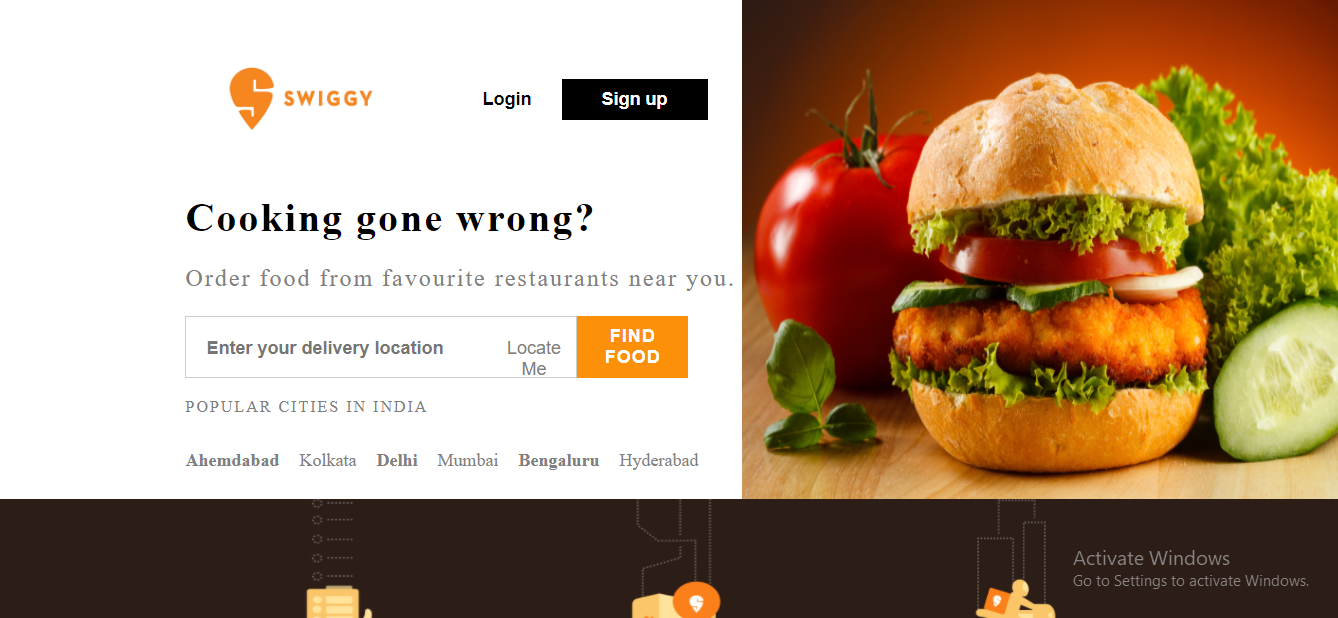 SWIGGY
Login
Sign up
Cooking gone wrong?
Order food from favourite restaurants near you.
Enter your delivery location
Locate
Me
FIND
FOOD
POPULAR CITIES IN INDIA
Ahemdabad Kolkata Delhi Mumbai Bengaluru Hyderabad
Activate Windows
Go to Settings to activate Windows.